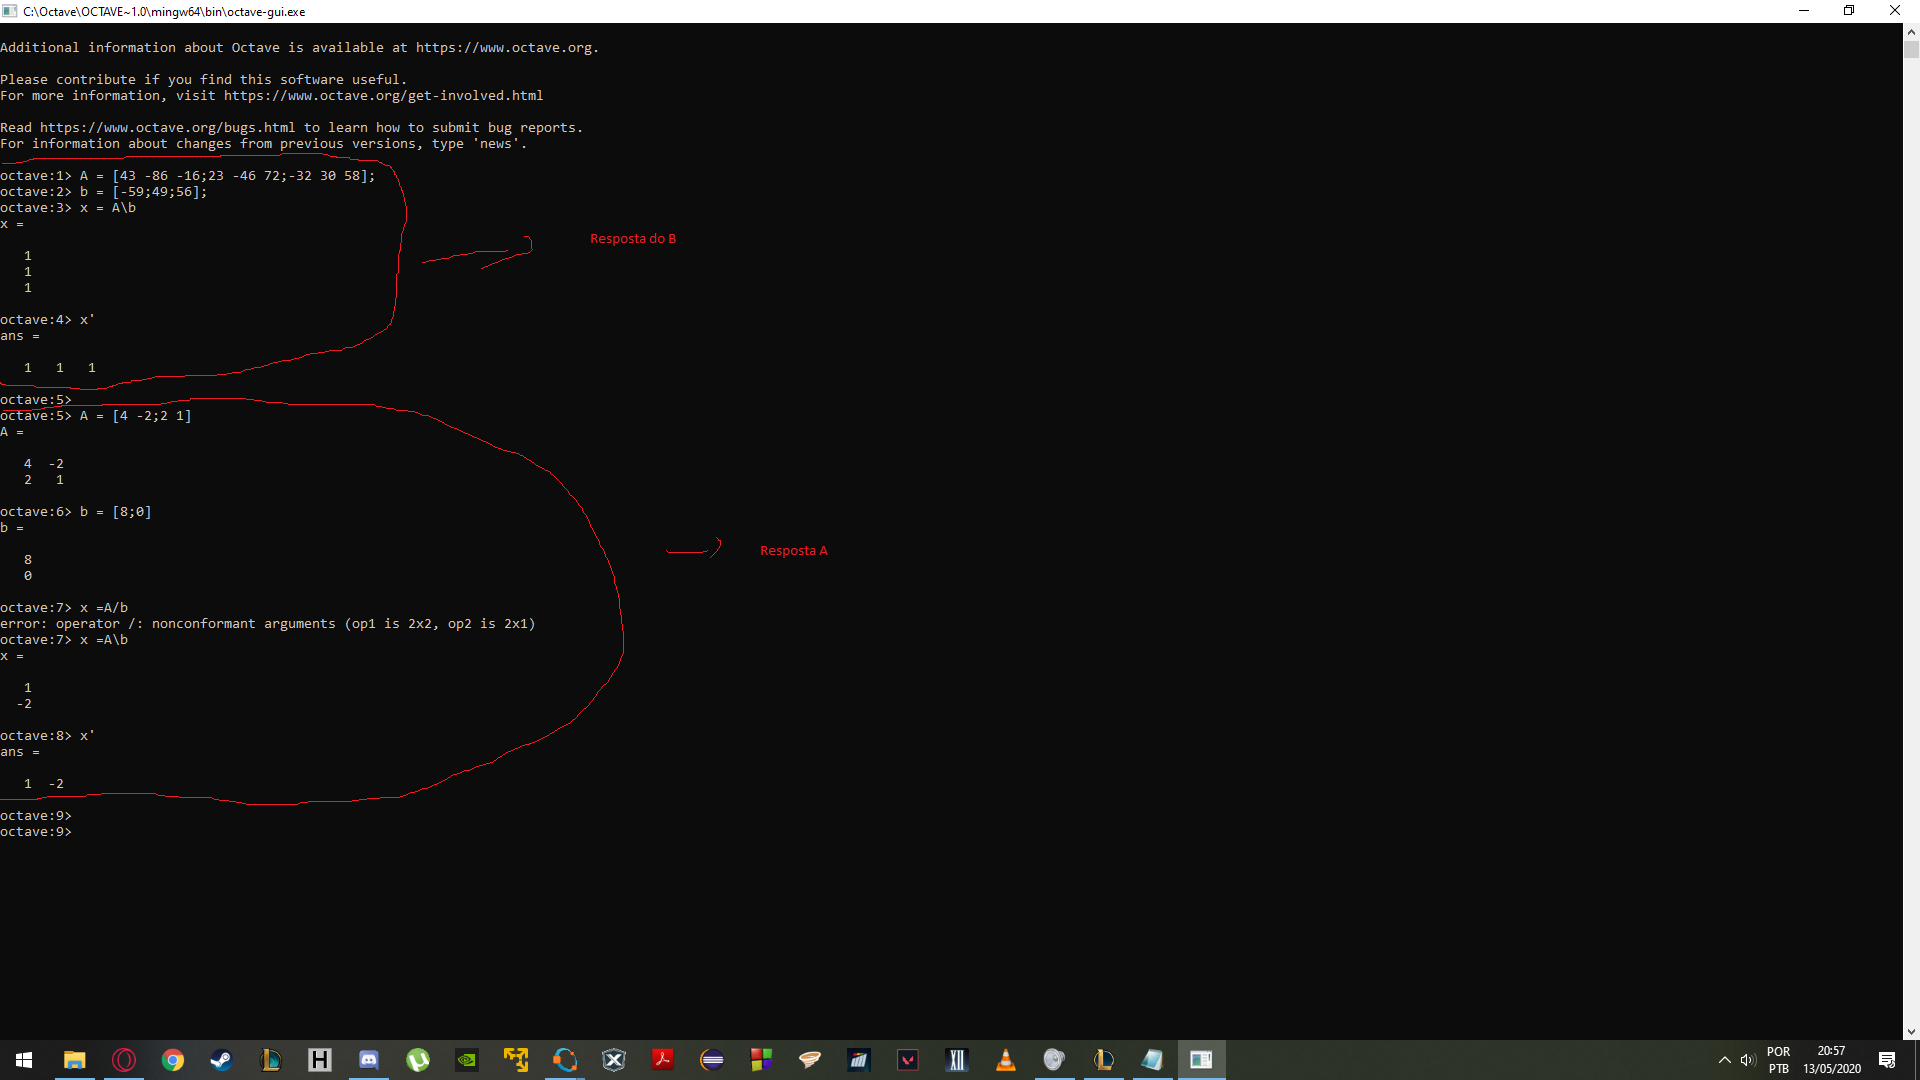 C:\Octave\OCTAVE~1.0\mingw64\bin\octave-gui.exe
Additional information about Octave is available at https://www.octave.org.
Please contribute if you find this software useful.
For more information, visit https://www.octave.org/get-involved.html
Read https://www.octave.org/bugs.html to learn how to submit bug reports.
For information about changes from previous versions, type 'news'.
octave:1> A = [43 -86 -16;23 -46 72;-32 30 58];
octave:2> b = [-59;49;56];
octave:3> x = A\b
x =
1
1
1
Resposta do B
octave:4> x'
ans =
1 1 1
octave:5>
octave:5> A = [4 -2;2 1]
A =
4 -2
2 1
octave:6> b = [8;0]
b =
8
0
Resposta A
octave:7> x =A/b
error: operator /: nonconformant arguments (op1 is 2x2, op2 is 2x1)
octave:7> x =A\b
x =
1
-2
octave:8> x'
ans =
1 -2
octave:9>
octave:9>
POR
PTB
20:57
13/05/2020